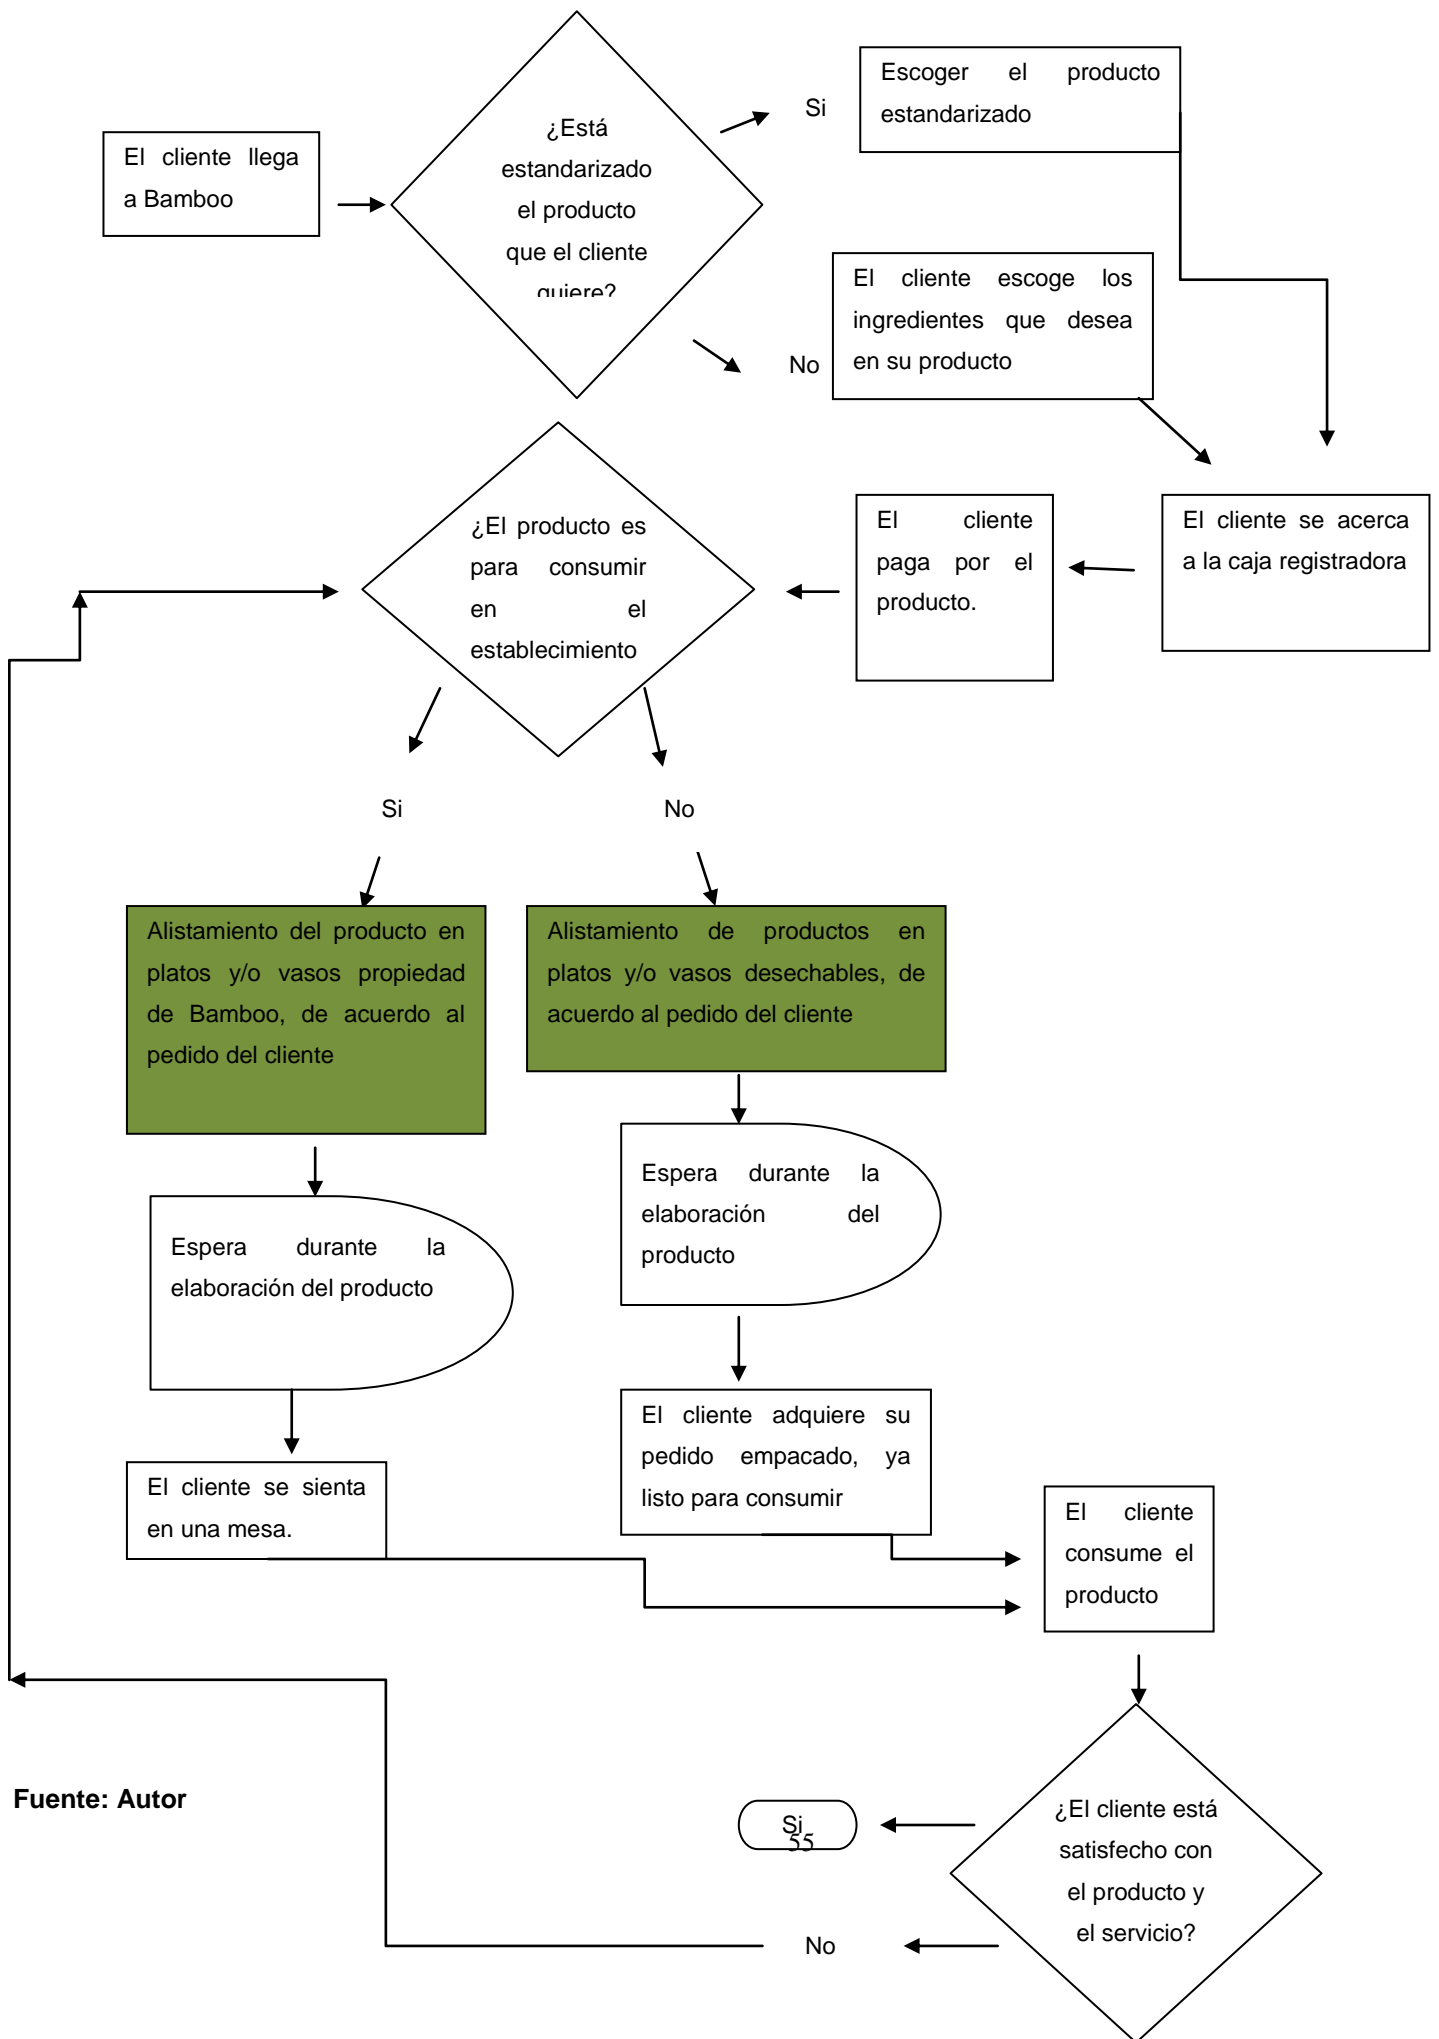 El cliente llega
a Bamboo
¿Está
estandarizado
el producto
que el cliente
quiere?
Si
Escoger el producto
estandarizado
No
El cliente escoge los
ingredientes que desea
en su producto
El cliente se acerca
a la caja registradora
El cliente
paga por el
producto.
¿El producto es
para consumir
en el
establecimiento
Si
No
Alistamiento del producto en
platos y/o vasos propiedad
de Bamboo, de acuerdo al
pedido del cliente
Alistamiento de productos en
platos y/o vasos desechables, de
acuerdo al pedido del cliente
Espera durante la
elaboración del producto
Espera durante la
elaboración del
producto
El cliente se sienta
en una mesa.
El cliente adquiere su
pedido empacado, ya
listo para consumir
El cliente
consume el
producto
¿El cliente está
satisfecho con
el producto y
el servicio?
Si
No
Fuente: Autor
55